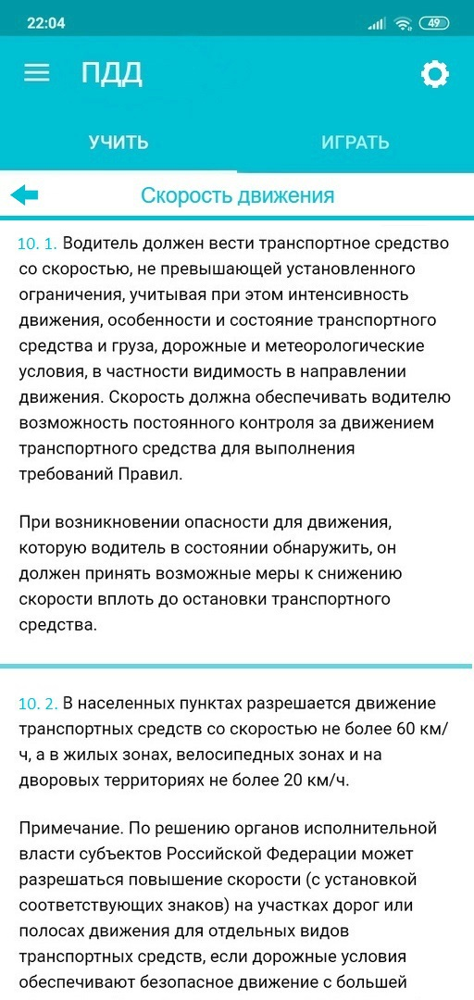 22:04
49
ПДД
УЧИТЬ
ИГРАТЬ
Скорость движения
10. 1. Водитель должен вести транспортное средство
со скоростью, не превышающей установленного
ограничения, учитывая при этом интенсивность
движения, особенности и состояние транспортного
средства и груза, дорожные и метеорологические
условия, в частности видимость в направлении
движения. Скорость должна обеспечивать водителю
возможность постоянного контроля за движением
транспортного средства для выполнения
требований Правил.
При возникновении опасности для движения,
которую водитель в состоянии обнаружить, он
должен принять возможные меры к снижению
скорости вплоть до остановки транспортного
средства.
10. 2. В населенных пунктах разрешается движение
транспортных средств со скоростью не более 60 км/
ч, а в жилых зонах, велосипедных зонах и на
дворовых территориях не более 20 км/ч.
Примечание. По решению органов исполнительной
власти субъектов Российской Федерации может
разрешаться повышение скорости (с установкой
соответствующих знаков) на участках дорог или
полосах движения для отдельных видов
транспортных средств, если дорожные условия
обеспечивают безопасное движение с большей